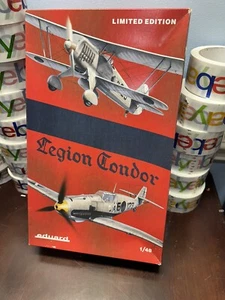 LIMITED EDITION
Legion Condor
eduard
1/48